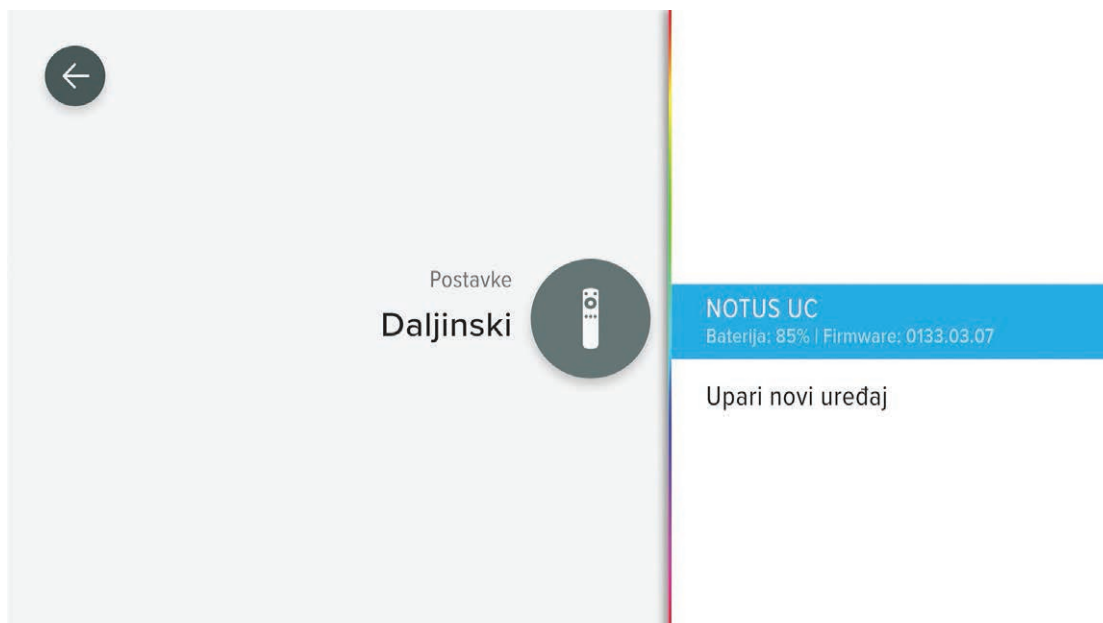 Postavke
Daljinski
NOTUS UC
Baterija: 85% | Firmware: 0133.03.07
Upari novi uređaj